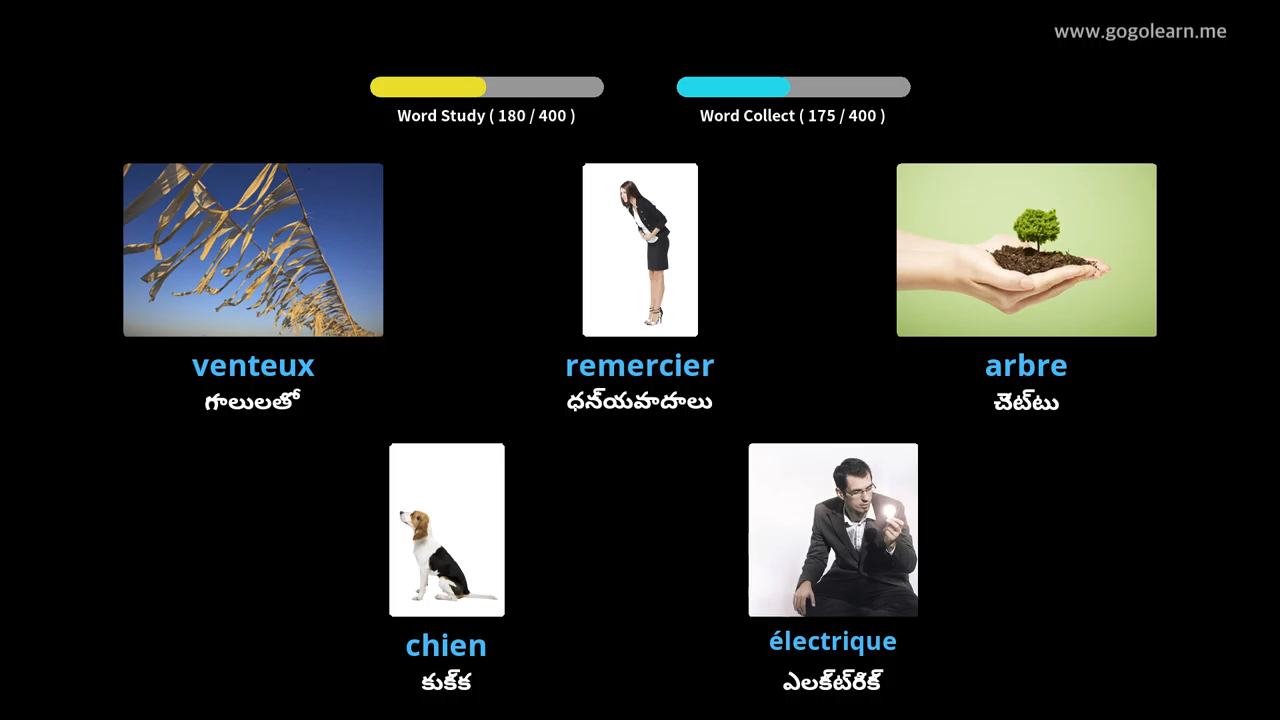 www.gogolearn.me
Word Study ( 180 / 400 )
Word Collect ( 175 / 400 )
venteux
గాలులతో
remercier
ధన్‌యవాదాలు
arbre
చెట్‌టు
chien
కుక్‌క
électrique
ఎలక్‌ట్‌రిక్